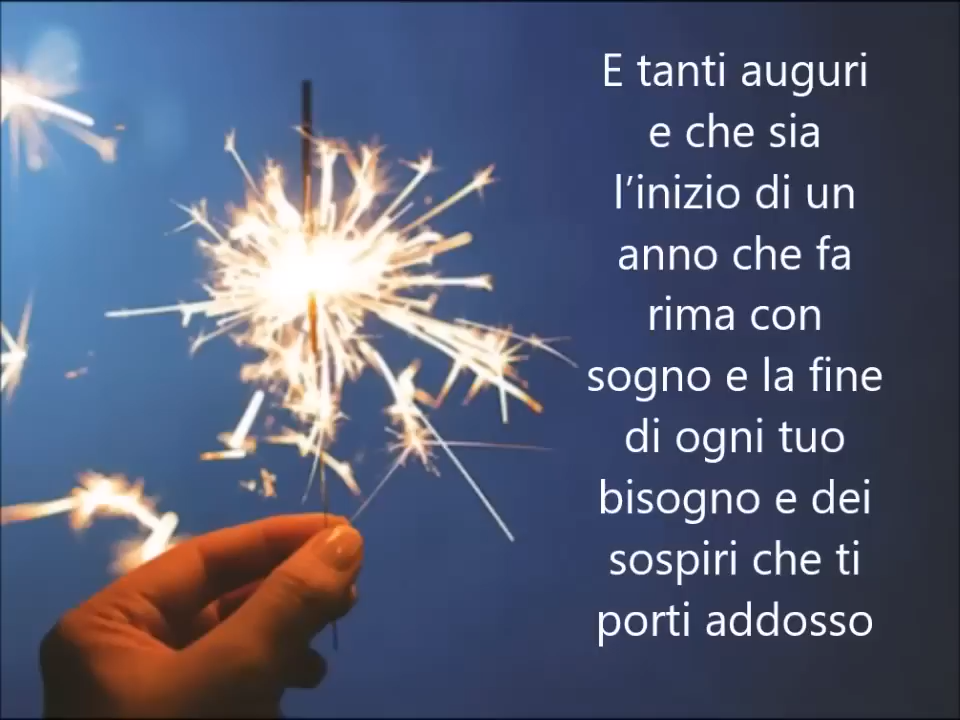 E tanti auguri
e che sia
l’inizio di un
anno che fa
rima con
sogno e la fine
di ogni tuo
bisogno e dei
sospiri che ti
porti addosso